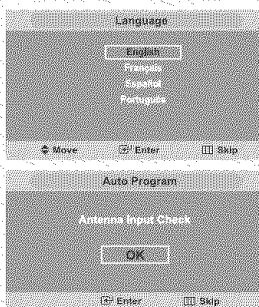 Language
English
Français
Español
Português
Move Enter Skip
Auto Program
Antenna Input Check
OK
Enter Skip